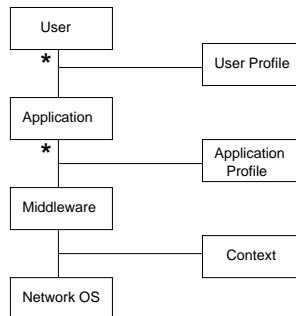 User
*
User Profile
Application
*
Application
Profile
Middleware
Context
Network OS